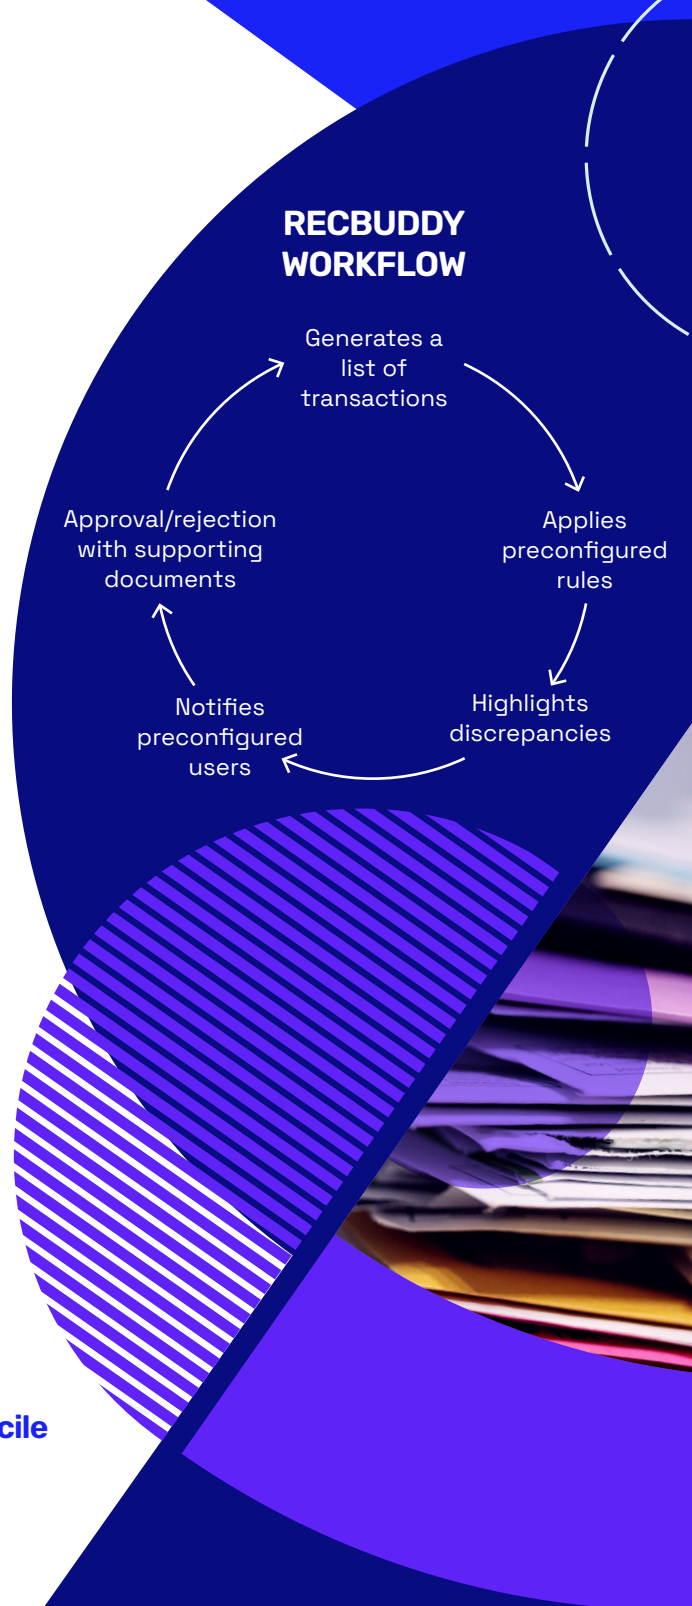 RECBUDDY
WORKFLOW
Generates a
list of
transactions
Applies
preconfigured
rules
Highlights
discrepancies
Notifies
preconfigured
users
Approval/rejection
with supporting
documents
cile